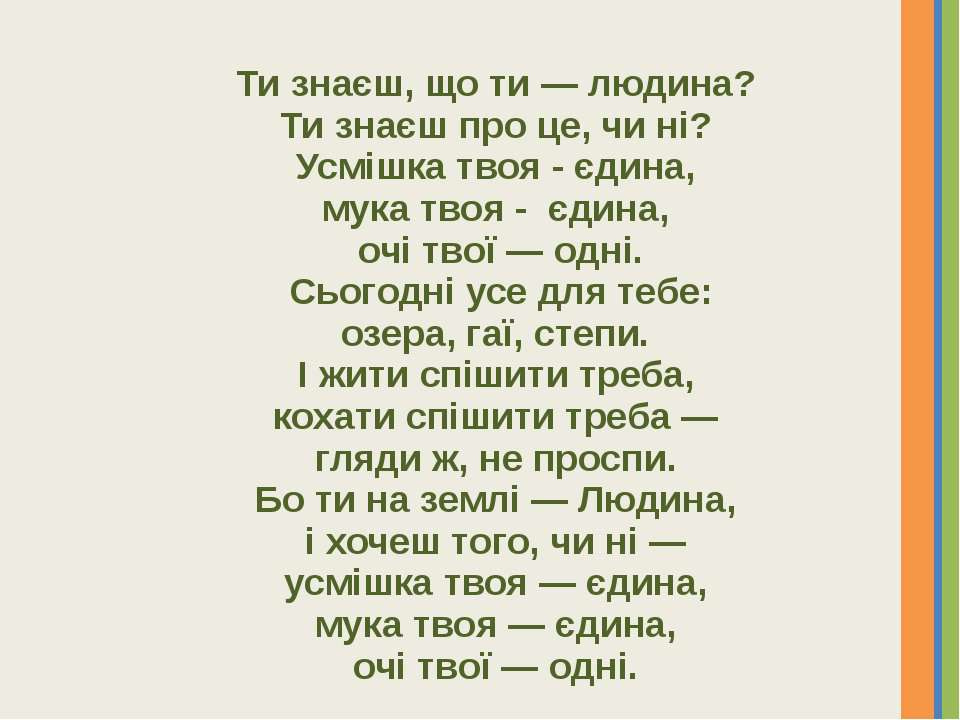 Ти знаєш, що ти — людина?
Ти знаєш про це, чи ні?
Усмішка твоя - єдина,
мука твоя -  єдина,
очі твої — одні.
Сьогодні усе для тебе:
озера, гаї, степи.
І жити спішити треба,
кохати спішити треба —
гляди ж, не проспи.
Бо ти на землі — Людина,
і хочеш того, чи ні —
усмішка твоя — єдина,
мука твоя — єдина,
очі твої — одні.